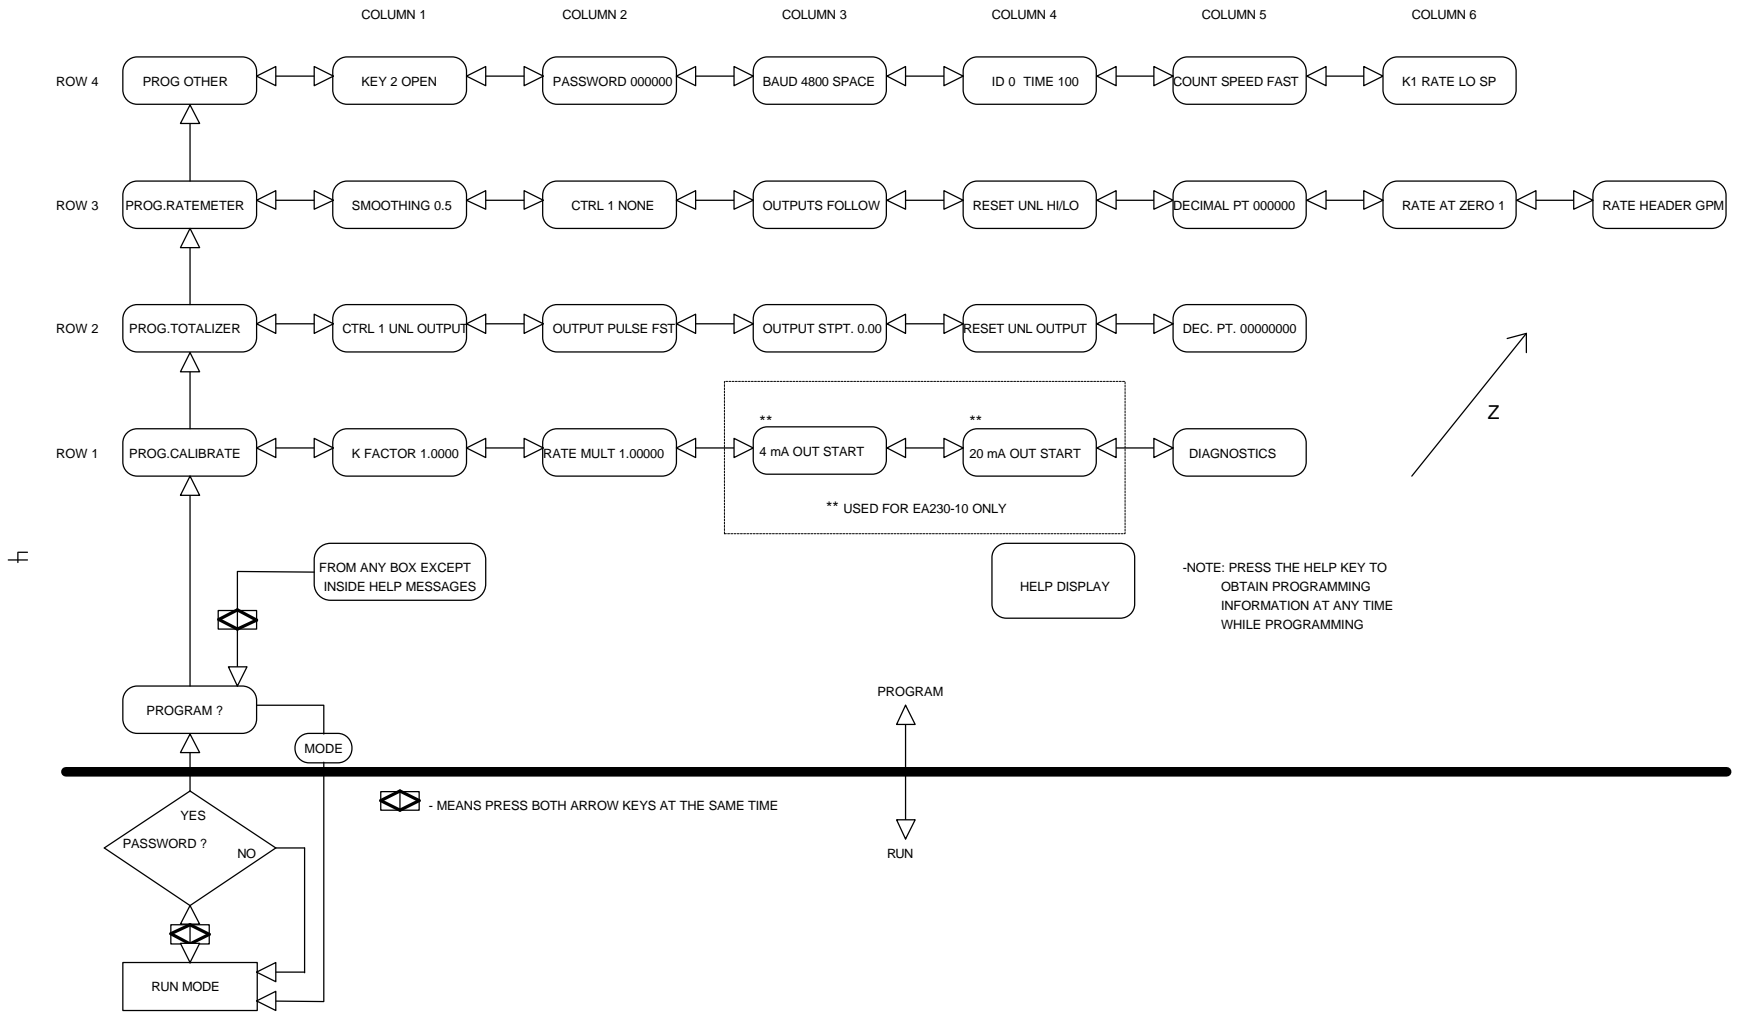 COLUMN 1 COLUMN 2 COLUMN 3 COLUMN 4 COLUMN 5 COLUMN 6
ROW 4 PROG OTHER KEY 2 OPEN PASSWORD 000000 BAUD 4800 SPACE ID 0 TIME 100 COUNT SPEED FAST K1 RATE LO SP
ROW 3 PROG.RATEMETER SMOOTHING 0.5 CTRL 1 NONE OUTPUTS FOLLOW RESET UNL HI/LO DECIMAL PT 000000 RATE AT ZERO 1 RATE HEADER GPM
ROW 2 PROG.TOTALIZER CTRL 1 UNL OUTPUT OUTPUT PULSE FST OUTPUT STPT. 0.00 RESET UNL OUTPUT DEC. PT. 00000000
** **
ROW 1 PROG.CALIBRATE K FACTOR 1.0000 RATE MULT 1.00000 4 mA OUT START 20 mA OUT START DIAGNOSTICS
Z
** USED FOR EA230-10 ONLY
FROM ANY BOX EXCEPT
INSIDE HELP MESSAGES
HELP DISPLAY
-NOTE: PRESS THE HELP KEY TO
OBTAIN PROGRAMMING
INFORMATION AT ANY TIME
WHILE PROGRAMMING
4
PROGRAM ?
MODE
PROGRAM
RUN
- MEANS PRESS BOTH ARROW KEYS AT THE SAME TIME
YES
PASSWORD ?
NO
RUN MODE